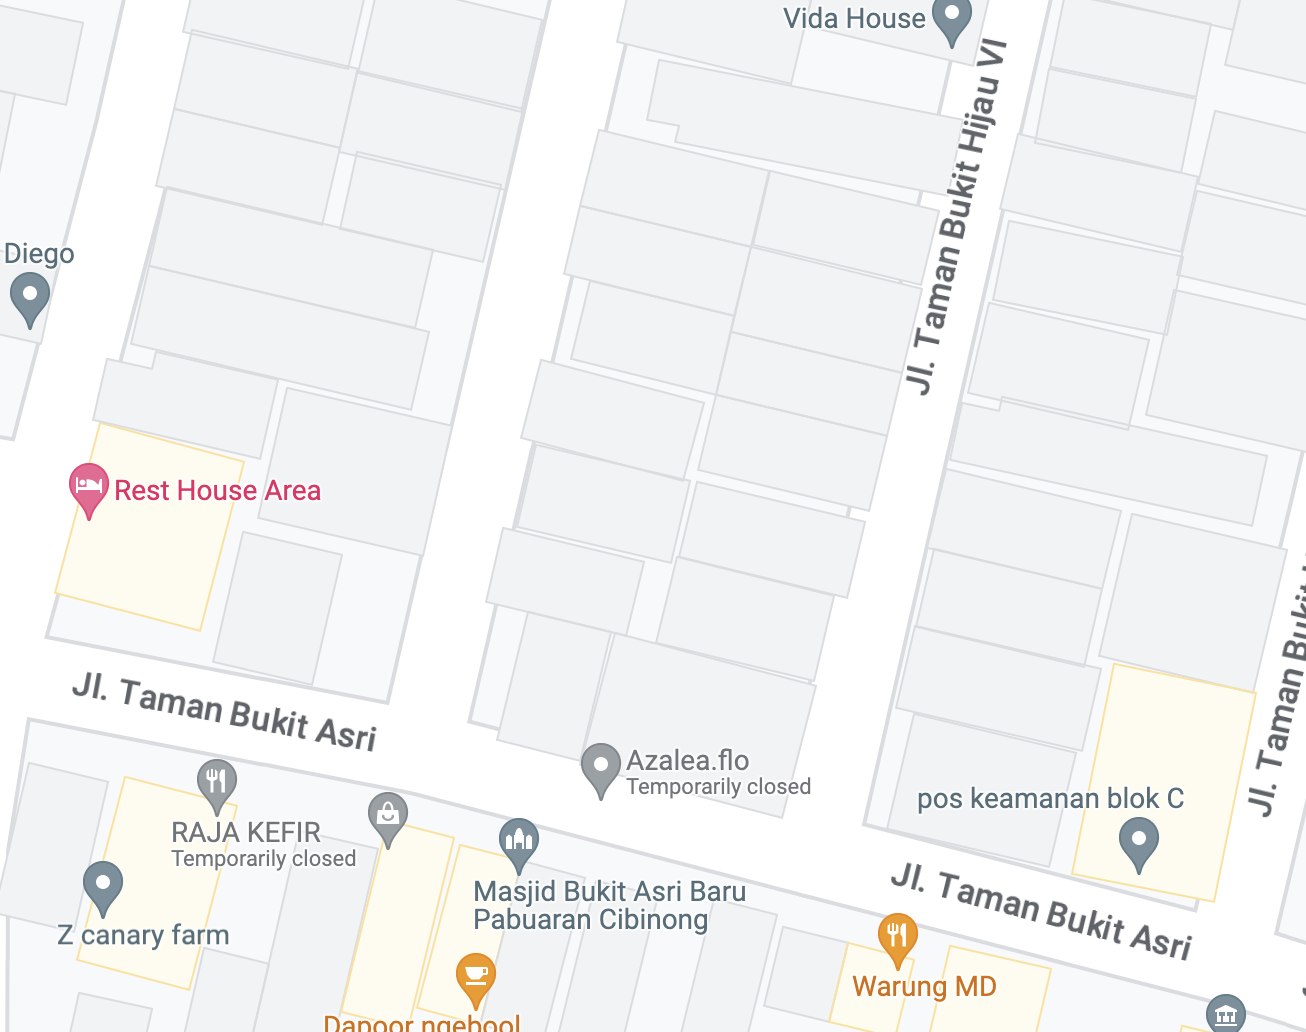 Vida House
Jl. Taman Bukit Hijau VI
Diego
Rest House Area
Jl. Taman Bukit Asri
Azalea.flo
Temporarily closed
RAJA KEFIR
Temporarily closed
pos keamanan blok C
Masjid Bukit Asri Baru
Pabuaran Cibinong
Z canary farm
Jl. Taman Bukit Asri
Warung MD
Dapoor ngebool
Jl. Taman Bukit